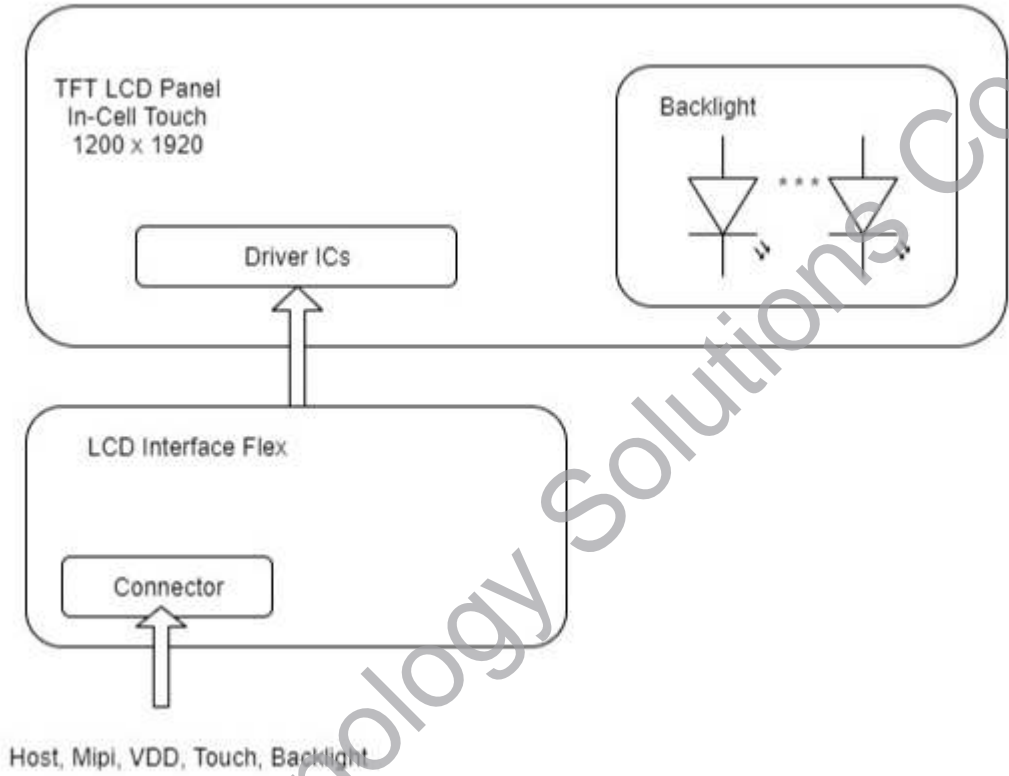 TFT LCD Panel
In-Cell Touch
1200 x 1920
Backlight
* * *
Driver ICs
LCD Interface Flex
Connector
Host, Mipi, VDD, Touch, Backlight
Solutions